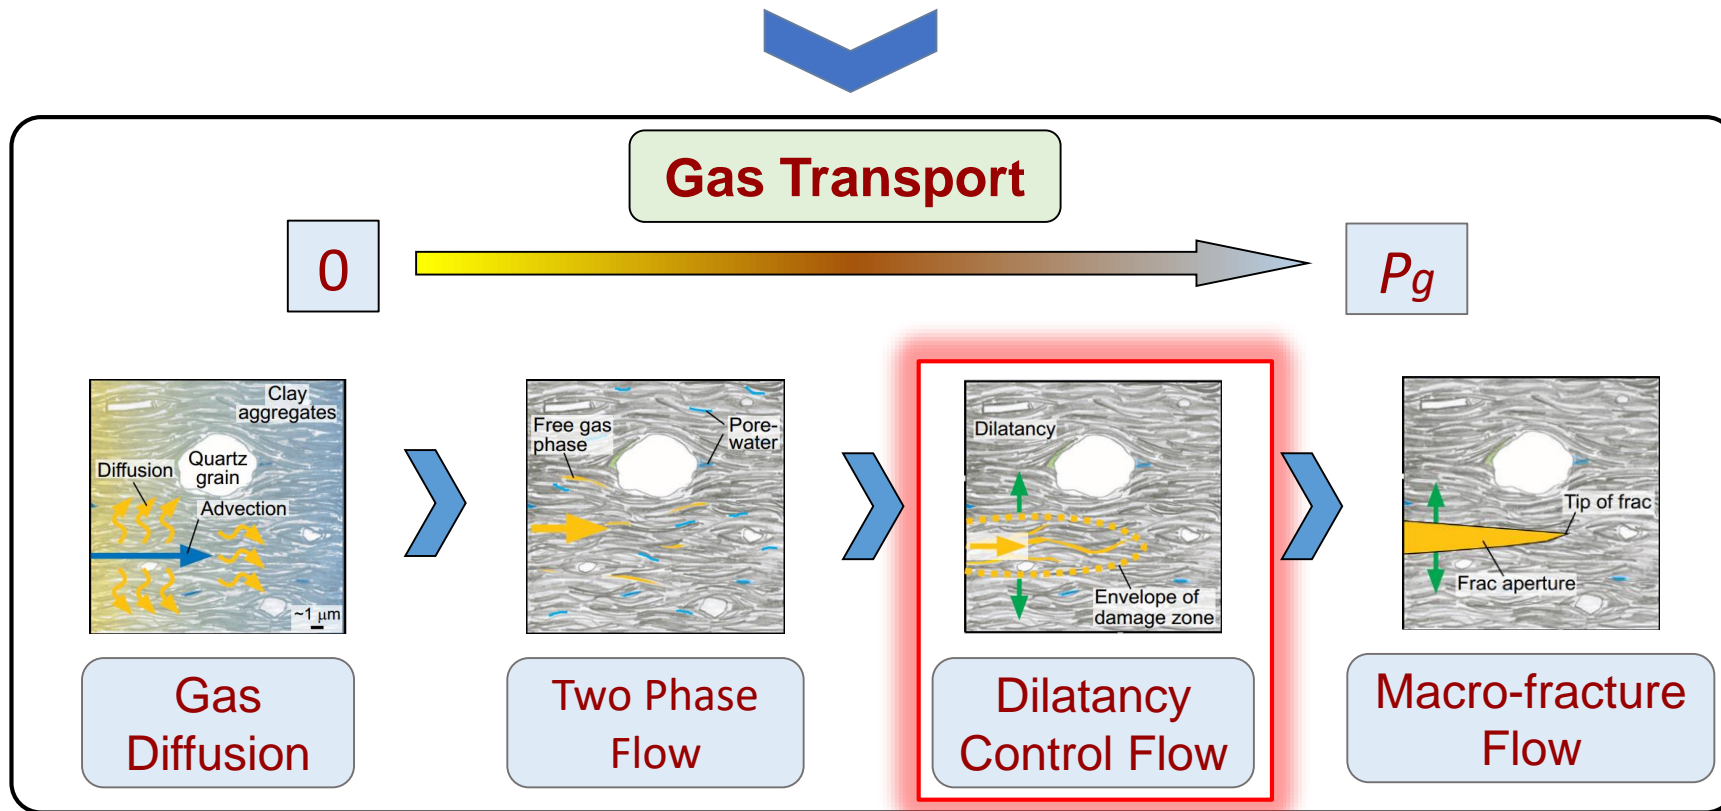 Gas Transport
0
Pg
Clay
aggregates
Quartz
grain
Diffusion
Advection
~1 µm
Free gas
phase
Pore-
water
Dilatancy
Envelope of
damage zone
Tip of frac
Frac aperture
Gas
Diffusion
Two Phase
Flow
Dilatancy
Control Flow
Macro-fracture
Flow